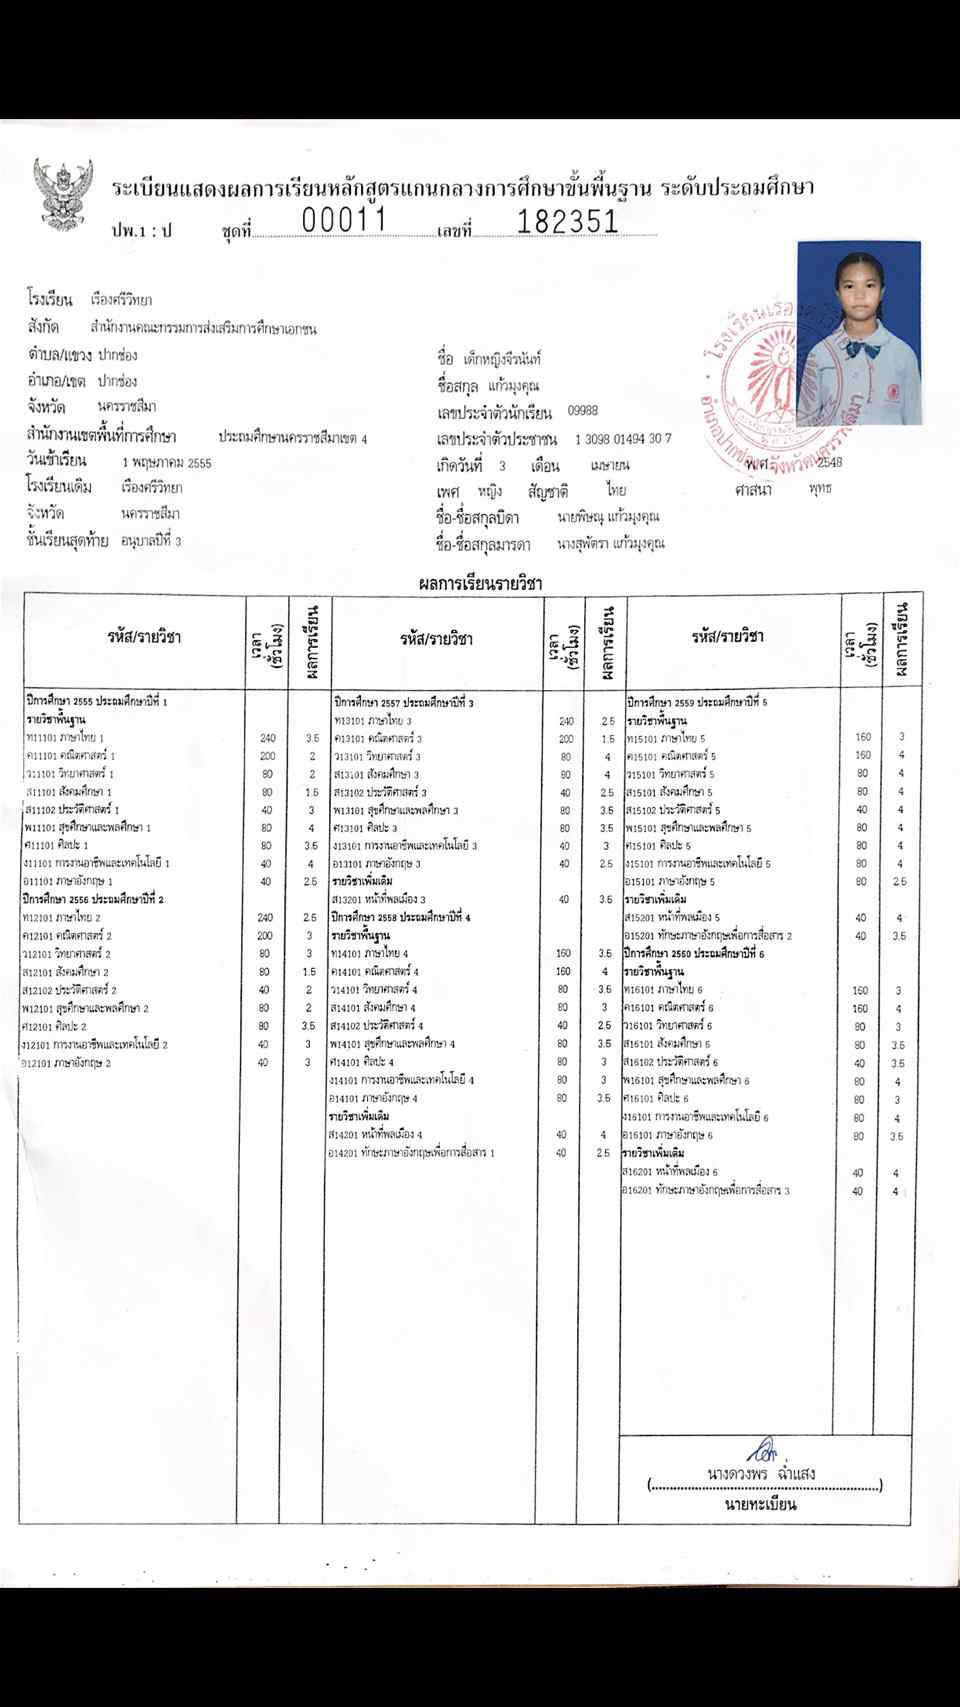 ระเบียนแสดงผลการเรียนหลักสูตรแกนกลางการศึกษาขั้นพื้นฐาน ระดับประถมศึกษา
ปพ.1 : ป ชุดที่ 00011 เลขที่ 182351
โรงเรียน เรืองศรีวิทยา
สังกัด สำนักงานคณะกรรมการส่งเสริมการศึกษาเอกชน
ตำบล/แขวง ปากช่อง
อำเภอ/เขต ปากช่อง
จังหวัด นครราชสีมา
สำนักงานเขตพื้นที่การศึกษา ประถมศึกษานครราชสีมาเขต 4
วันเข้าเรียน 1 พฤษภาคม 2555
โรงเรียนเดิม เรืองศรีวิทยา
จังหวัด นครราชสีมา
ชั้นเรียนสุดท้าย อนุบาลปีที่ 3
ชื่อ เด็กหญิงจีรนันท์
ชื่อสกุล แก้วมุงคุณ
เลขประจำตัวนักเรียน 09988
เลขประจำตัวประชาชน 1 3098 01494 30 7
เกิดวันที่ 3 เดือน เมษายน พ.ศ. 2548
เพศ หญิง สัญชาติ ไทย ศาสนา พุทธ
ชื่อ-ชื่อสกุลบิดา นายพิษณุ แก้วมุงคุณ
ชื่อ-ชื่อสกุลมารดา นางสุพัตรา แก้วมุงคุณ
โรงเรียนเรืองศรีวิทยา
อำเภอปากช่อง จังหวัดนครราชสีมา
ผลการเรียนรายวิชา
รหัส/รายวิชา เวลา (ชั่วโมง) ผลการเรียน
ปีการศึกษา 2555 ประถมศึกษาปีที่ 1
รายวิชาพื้นฐาน
ท11101 ภาษาไทย 1 240 3.5
ค11101 คณิตศาสตร์ 1 200 2
ว11101 วิทยาศาสตร์ 1 80 2
ส11101 สังคมศึกษา 1 80 1.5
ส11102 ประวัติศาสตร์ 1 40 3
พ11101 สุขศึกษาและพลศึกษา 1 80 4
ศ11101 ศิลปะ 1 80 3.5
ง11101 การงานอาชีพและเทคโนโลยี 1 40 4
อ11101 ภาษาอังกฤษ 1 40 2.5
ปีการศึกษา 2556 ประถมศึกษาปีที่ 2
ท12101 ภาษาไทย 2 240 2.5
ค12101 คณิตศาสตร์ 2 200 3
ว12101 วิทยาศาสตร์ 2 80 3
ส12101 สังคมศึกษา 2 80 1.5
ส12102 ประวัติศาสตร์ 2 40 2
พ12101 สุขศึกษาและพลศึกษา 2 80 2
ศ12101 ศิลปะ 2 80 3.5
ง12101 การงานอาชีพและเทคโนโลยี 2 40 3
อ12101 ภาษาอังกฤษ 2 40 3
รหัส/รายวิชา เวลา (ชั่วโมง) ผลการเรียน
ปีการศึกษา 2557 ประถมศึกษาปีที่ 3
ท13101 ภาษาไทย 3 240 2.5
ค13101 คณิตศาสตร์ 3 200 1.5
ว13101 วิทยาศาสตร์ 3 80 4
ส13101 สังคมศึกษา 3 80 4
ส13102 ประวัติศาสตร์ 3 40 2.5
พ13101 สุขศึกษาและพลศึกษา 3 80 3.5
ศ13101 ศิลปะ 3 80 3.5
ง13101 การงานอาชีพและเทคโนโลยี 3 40 3
อ13101 ภาษาอังกฤษ 3 40 2.5
รายวิชาเพิ่มเติม
ส13201 หน้าที่พลเมือง 3 40 3.5
ปีการศึกษา 2558 ประถมศึกษาปีที่ 4
รายวิชาพื้นฐาน
ท14101 ภาษาไทย 4 160 3.5
ค14101 คณิตศาสตร์ 4 160 4
ว14101 วิทยาศาสตร์ 4 80 3.5
ส14101 สังคมศึกษา 4 80 3
ส14102 ประวัติศาสตร์ 4 40 2.5
พ14101 สุขศึกษาและพลศึกษา 4 80 3.5
ศ14101 ศิลปะ 4 80 3
ง14101 การงานอาชีพและเทคโนโลยี 4 80 3
อ14101 ภาษาอังกฤษ 4 80 3.5
รายวิชาเพิ่มเติม
ส14201 หน้าที่พลเมือง 4 40 4
อ14201 ทักษะภาษาอังกฤษเพื่อการสื่อสาร 1 40 2.5
รหัส/รายวิชา เวลา (ชั่วโมง) ผลการเรียน
ปีการศึกษา 2559 ประถมศึกษาปีที่ 5
รายวิชาพื้นฐาน
ท15101 ภาษาไทย 5 160 3
ค15101 คณิตศาสตร์ 5 160 4
ว15101 วิทยาศาสตร์ 5 80 4
ส15101 สังคมศึกษา 5 80 4
ส15102 ประวัติศาสตร์ 5 40 4
พ15101 สุขศึกษาและพลศึกษา 5 80 4
ศ15101 ศิลปะ 5 80 4
ง15101 การงานอาชีพและเทคโนโลยี 5 80 4
อ15101 ภาษาอังกฤษ 5 80 2.5
รายวิชาเพิ่มเติม
ส15201 หน้าที่พลเมือง 5 40 4
อ15201 ทักษะภาษาอังกฤษเพื่อการสื่อสาร 2 40 3.5
ปีการศึกษา 2560 ประถมศึกษาปีที่ 6
รายวิชาพื้นฐาน
ท16101 ภาษาไทย 6 160 3
ค16101 คณิตศาสตร์ 6 160 4
ว16101 วิทยาศาสตร์ 6 80 3
ส16101 สังคมศึกษา 6 80 3.5
ส16102 ประวัติศาสตร์ 6 40 3.5
พ16101 สุขศึกษาและพลศึกษา 6 80 4
ศ16101 ศิลปะ 6 80 3
ง16101 การงานอาชีพและเทคโนโลยี 6 80 4
อ16101 ภาษาอังกฤษ 6 80 3.5
รายวิชาเพิ่มเติม
ส16201 หน้าที่พลเมือง 6 40 4
อ16201 ทักษะภาษาอังกฤษเพื่อการสื่อสาร 3 40 4
นางดวงพร ฉ่ำแสง
(....................................................)
นายทะเบียน